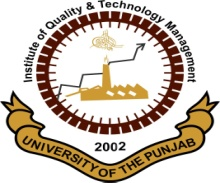 Institute of Quality & Technology Management
2002
UNIVERSITY OF THE PUNJAB